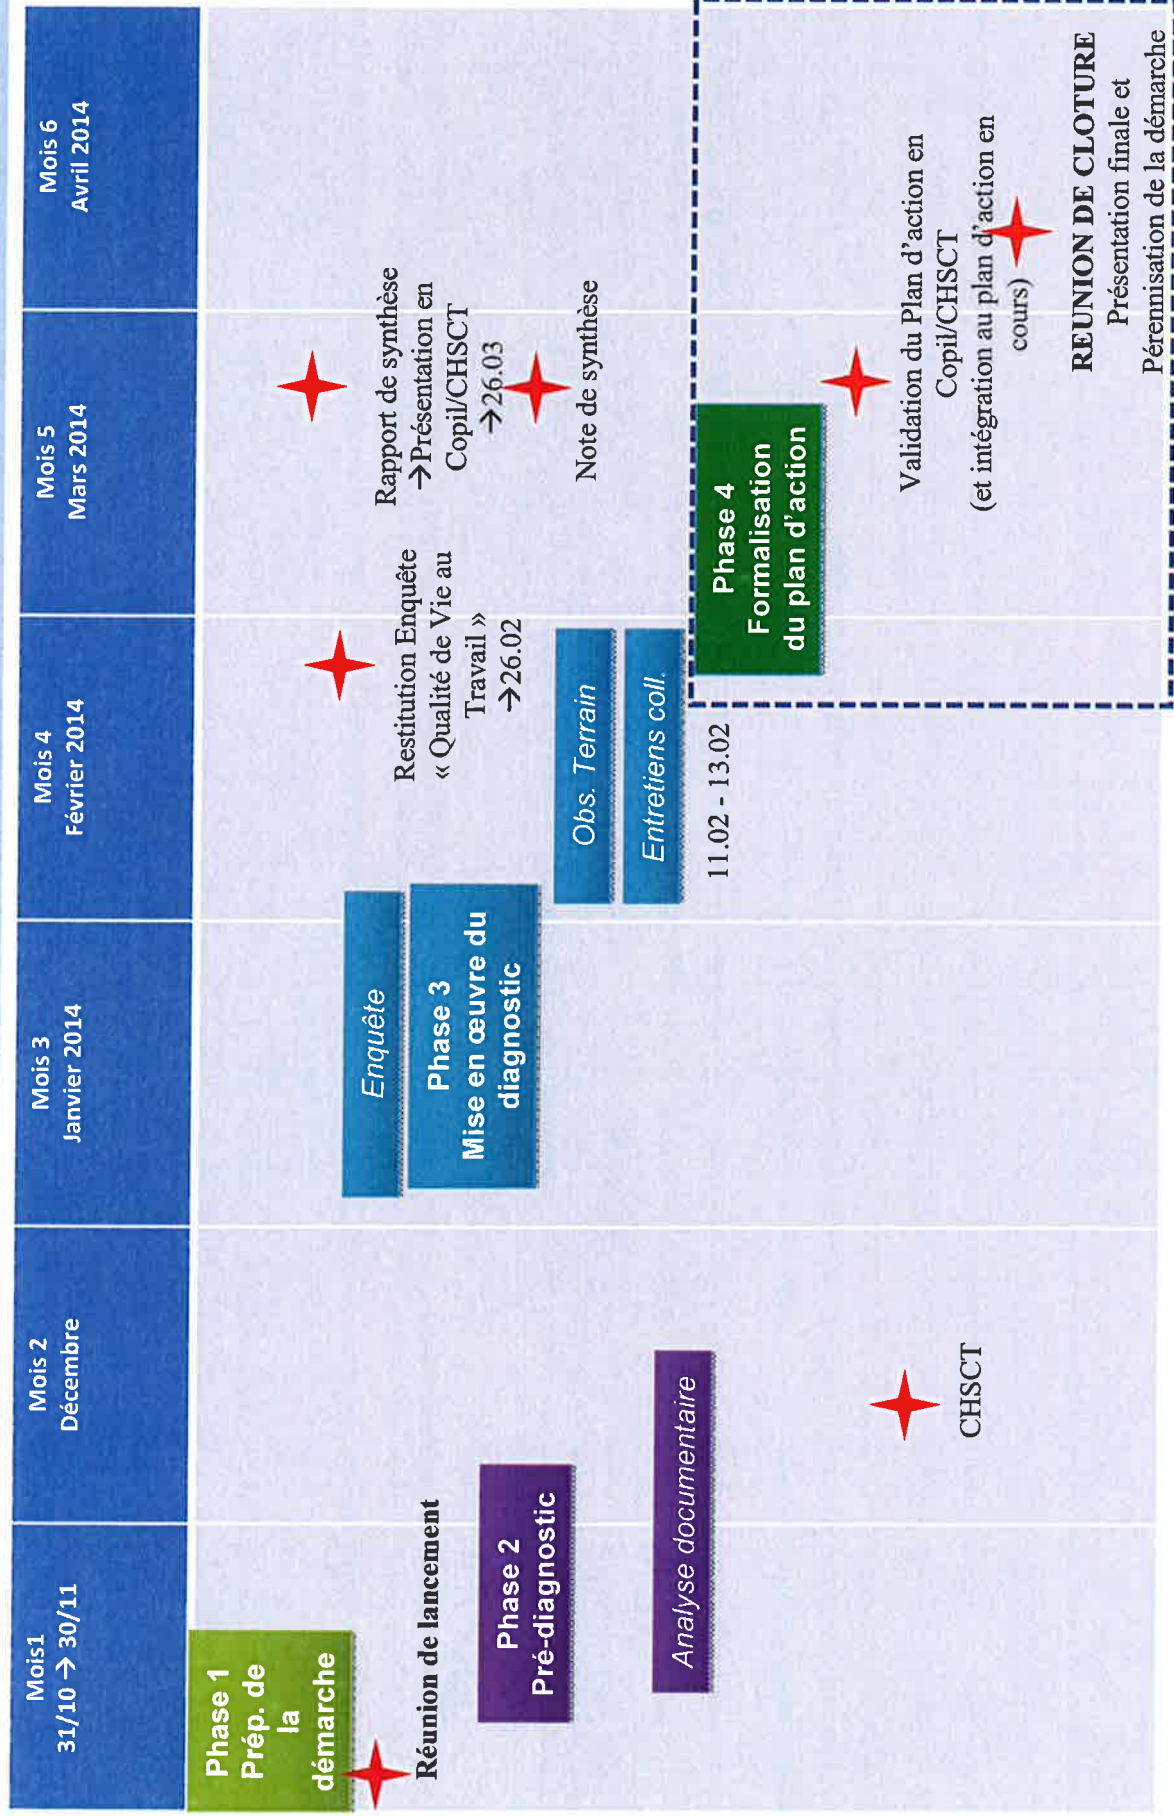 Mois1
31/10 → 30/11
Mois 2
Décembre
Mois 3
Janvier 2014
Mois 4
Février 2014
Mois 5
Mars 2014
Mois 6
Avril 2014
Phase 1
Prép. de
la
démarche
Réunion de lancement
Phase 2
Pré-diagnostic
Analyse documentaire
CHSCT
Enquête
Phase 3
Mise en œuvre du
diagnostic
Restitution Enquête
« Qualité de Vie au
Travail »
→26.02
Obs. Terrain
Entretiens coll.
11.02 - 13.02
Rapport de synthèse
→Présentation en
Copil/CHSCT
→26.03
Note de synthèse
Phase 4
Formalisation
du plan d'action
Validation du Plan d'action en
Copil/CHSCT
(et intégration au plan d'action en
cours)
REUNION DE CLOTURE
Présentation finale et
Pérennisation de la démarche